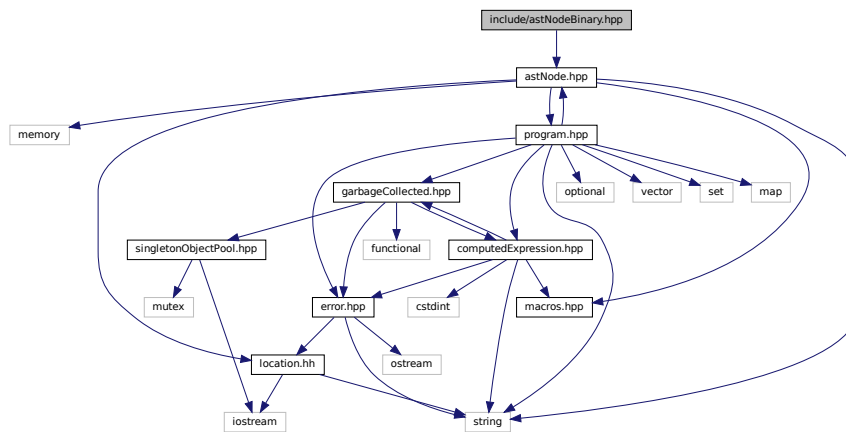 include/astNodeBinary.hpp
astNode.hpp
memory
program.hpp
garbageCollected.hpp
optional
vector
set
map
singletonObjectPool.hpp
functional
computedExpression.hpp
mutex
error.hpp
cstdint
macros.hpp
location.hh
ostream
iostream
string